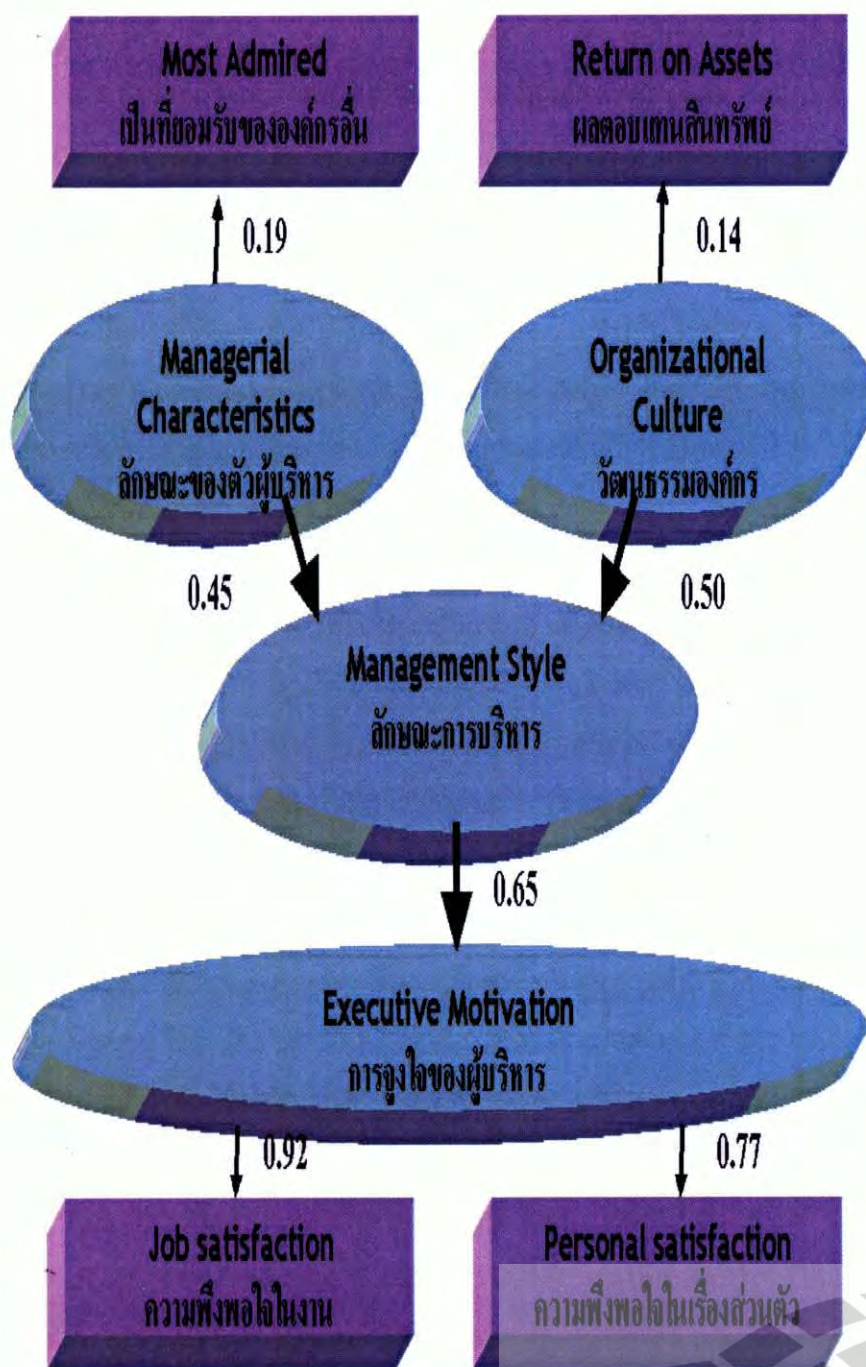 Most Admired
เป็นที่ยอมรับขององค์กรอื่น
Return on Assets
ผลตอบแทนสินทรัพย์
0.19
0.14
Managerial
Characteristics
ลักษณะของตัวผู้บริหาร
Organizational
Culture
วัฒนธรรมองค์กร
0.45
0.50
Management Style
ลักษณะการบริหาร
0.65
Executive Motivation
การจูงใจของผู้บริหาร
0.92
0.77
Job satisfaction
ความพึงพอใจในงาน
Personal satisfaction
ความพึงพอใจในเรื่องส่วนตัว